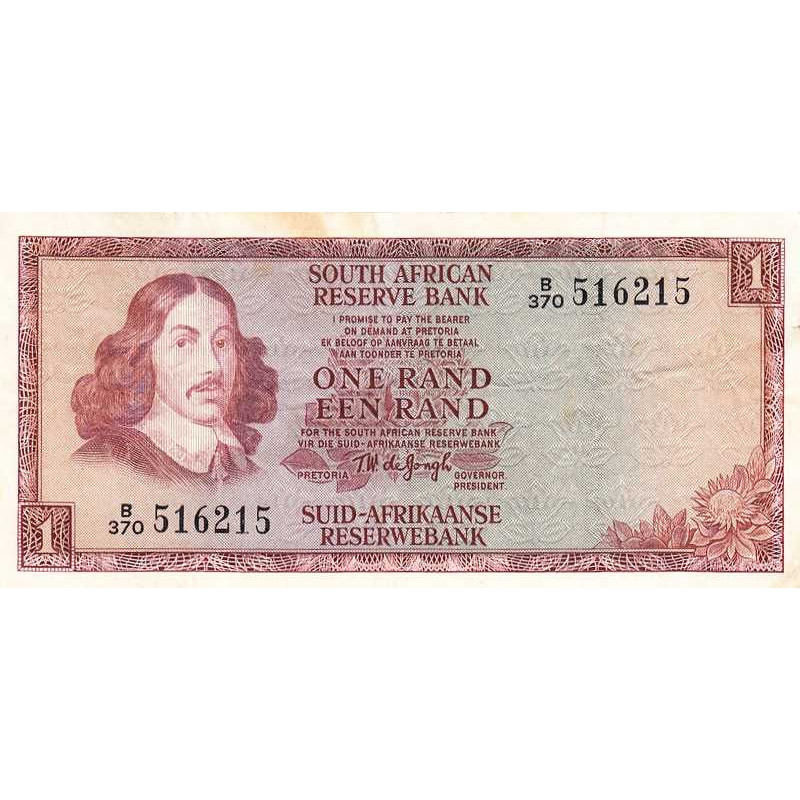 SOUTH AFRICAN
RESERVE BANK
I PROMISE TO PAY THE BEARER
ON DEMAND AT PRETORIA
EK BELOOF OP AANVRAAG TE BETAAL
AAN TOONDER TE PRETORIA
ONE RAND
EEN RAND
FOR THE SOUTH AFRICAN RESERVE BANK
VIR DIE SUID-AFRIKAANSE RESERWEBANK
PRETORIA T.W. de Jongh GOVERNOR
PRESIDENT.
SUID-AFRIKAANSE
RESERWEBANK
B/370 516215
1
B/370 516215
1